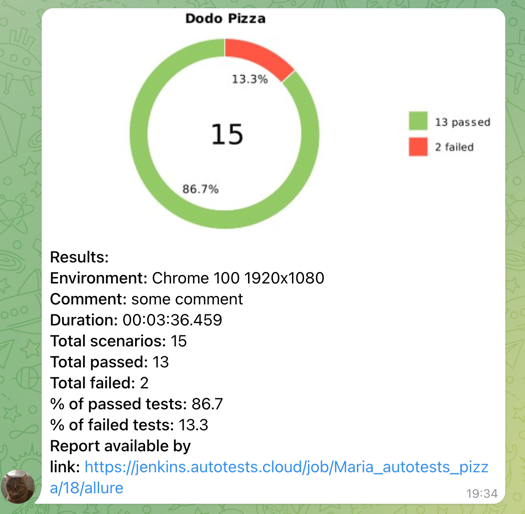 Dodo Pizza
13.3%
15
86.7%
13 passed
2 failed
Results:
Environment: Chrome 100 1920x1080
Comment: some comment
Duration: 00:03:36.459
Total scenarios: 15
Total passed: 13
Total failed: 2
% of passed tests: 86.7
% of failed tests: 13.3
Report available by
link: https://jenkins.autotests.cloud/job/Maria_autotests_pizz
a/18/allure
19:34